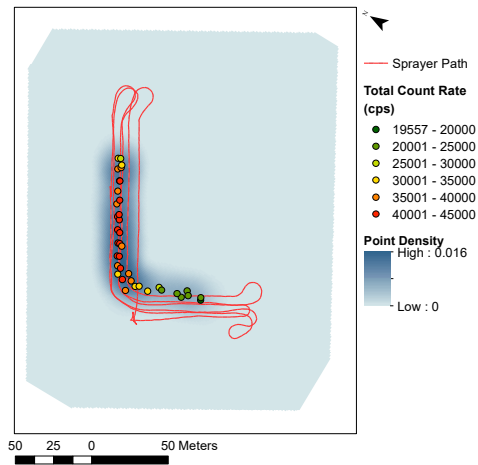 N
Sprayer Path
Total Count Rate
(cps)
19557 - 20000
20001 - 25000
25001 - 30000
30001 - 35000
35001 - 40000
40001 - 45000
Point Density
High : 0.016
Low : 0
50 25 0 50 Meters